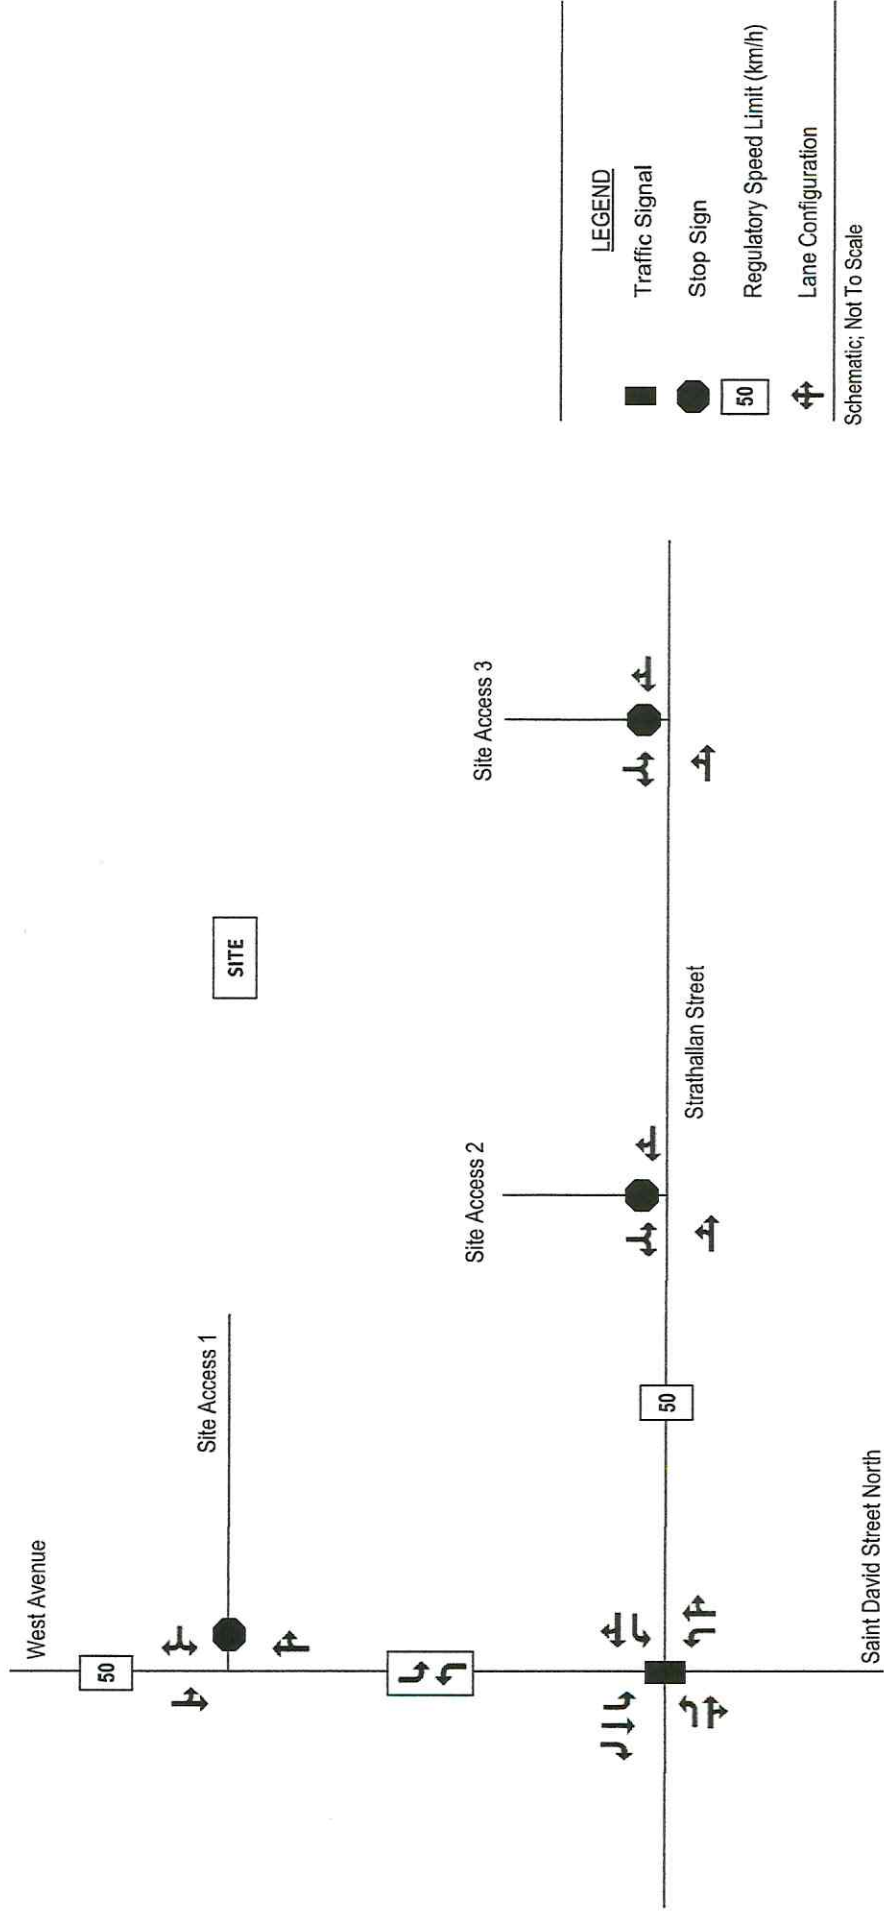 West Avenue
50
Site Access 1
SITE
Site Access 2
Site Access 3
50
Strathallan Street
Saint David Street North
LEGEND
Traffic Signal
Stop Sign
50
Regulatory Speed Limit (km/h)
Lane Configuration
Schematic; Not To Scale